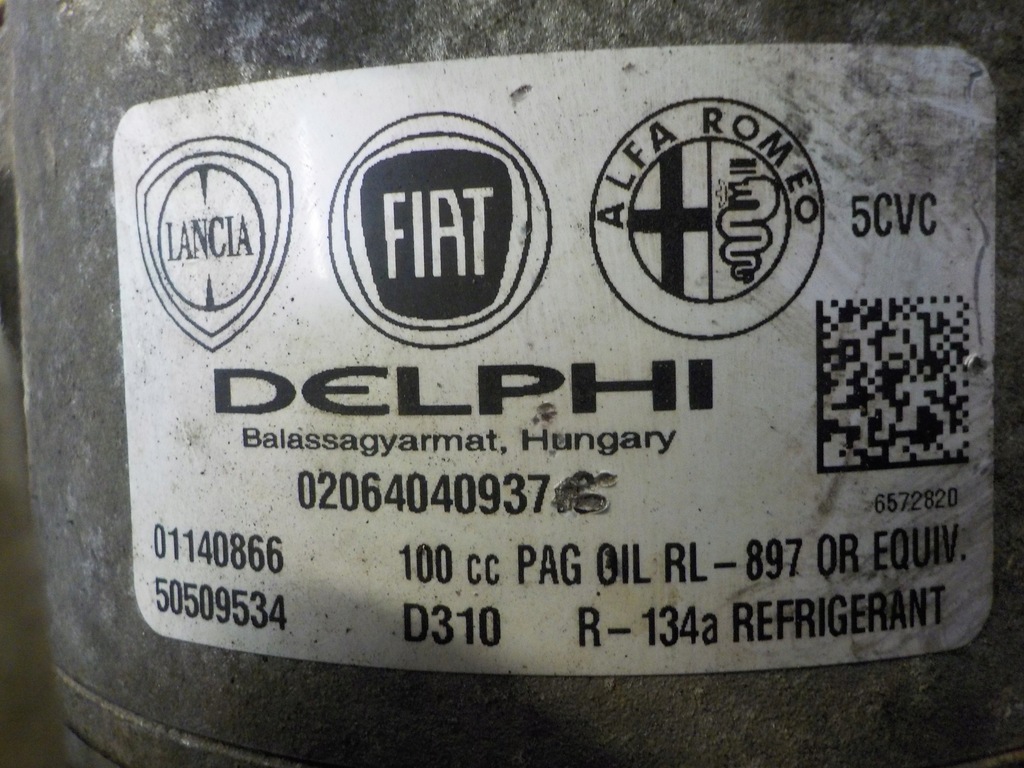 LANCIA
FIAT
ALFA ROMEO
5CVC
DELPHI
Balassagyarmat, Hungary
02064040937
6572820
01140866 100 cc PAG OIL RL-897 OR EQUIV.
50509534 D310 R-134a REFRIGERANT